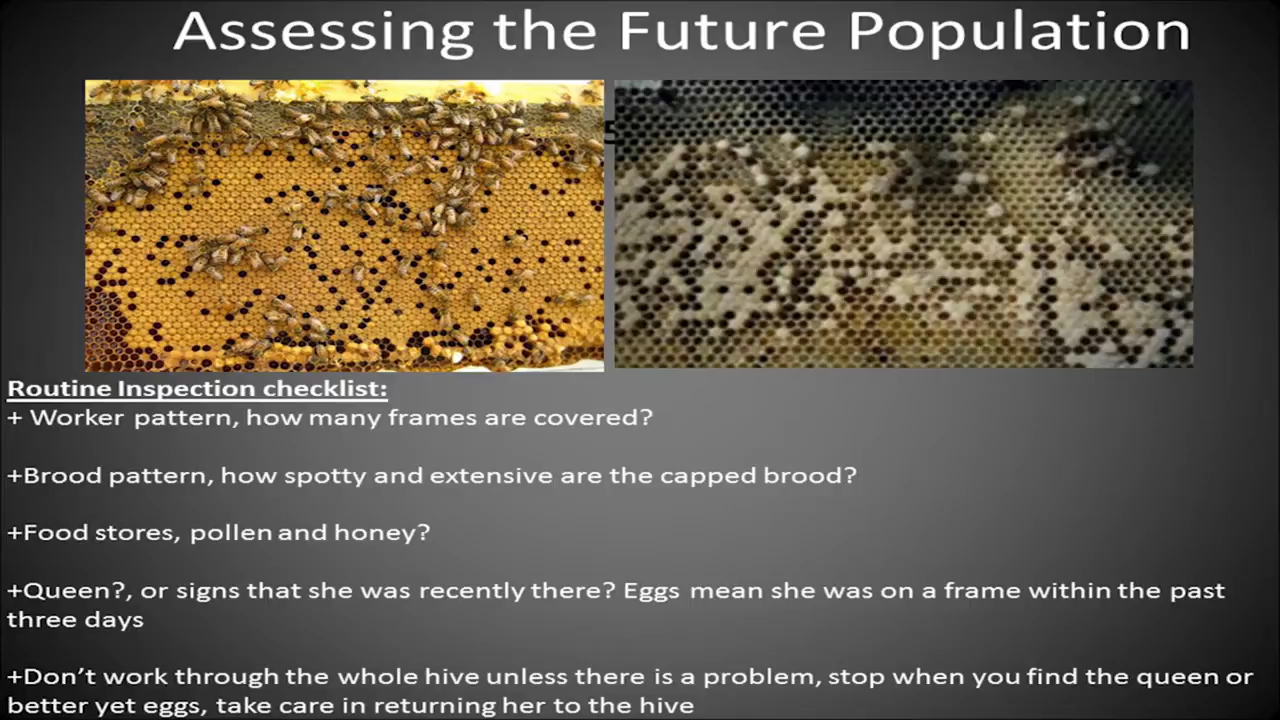 Assessing the Future Population
Routine Inspection checklist:
+ Worker pattern, how many frames are covered?
+Brood pattern, how spotty and extensive are the capped brood?
+Food stores, pollen and honey?
+Queen?, or signs that she was recently there? Eggs mean she was on a frame within the past
three days
+Don’t work through the whole hive unless there is a problem, stop when you find the queen or
better yet eggs, take care in returning her to the hive